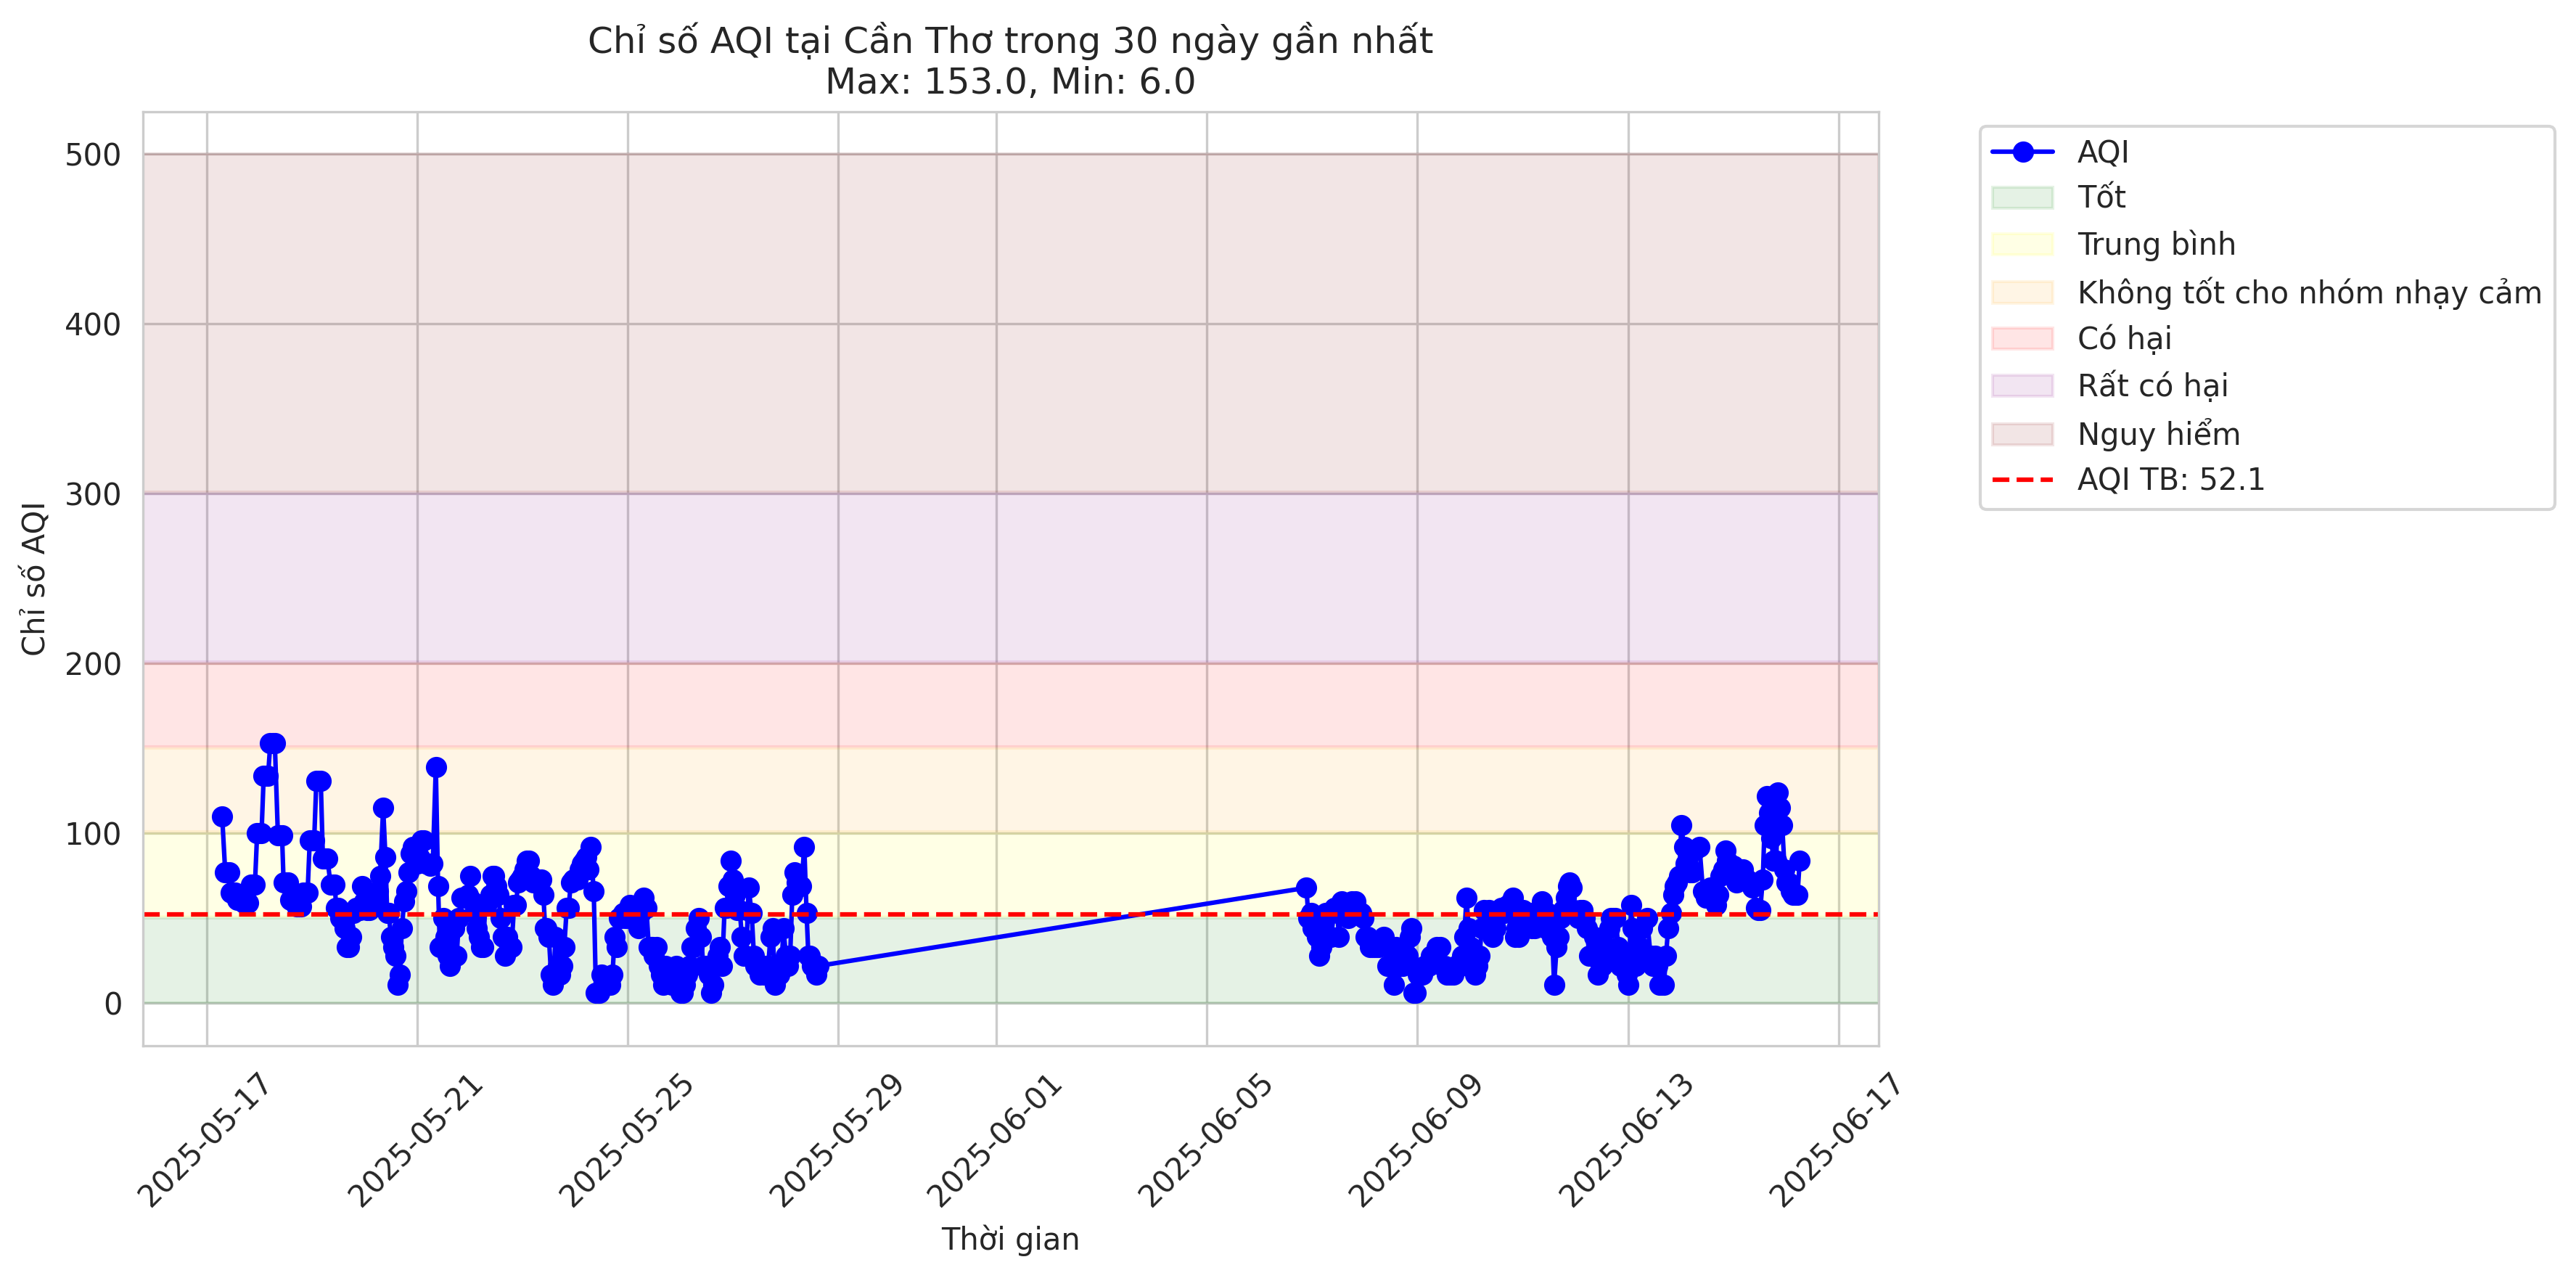 Chỉ số AQI tại Cần Thơ trong 30 ngày gần nhất
Max: 153.0, Min: 6.0
Chỉ số AQI
500
400
300
200
100
0
2025-05-17
2025-05-21
2025-05-25
2025-05-29
2025-06-01
2025-06-05
2025-06-09
2025-06-13
2025-06-17
Thời gian
AQI
Tốt
Trung bình
Không tốt cho nhóm nhạy cảm
Có hại
Rất có hại
Nguy hiểm
AQI TB: 52.1